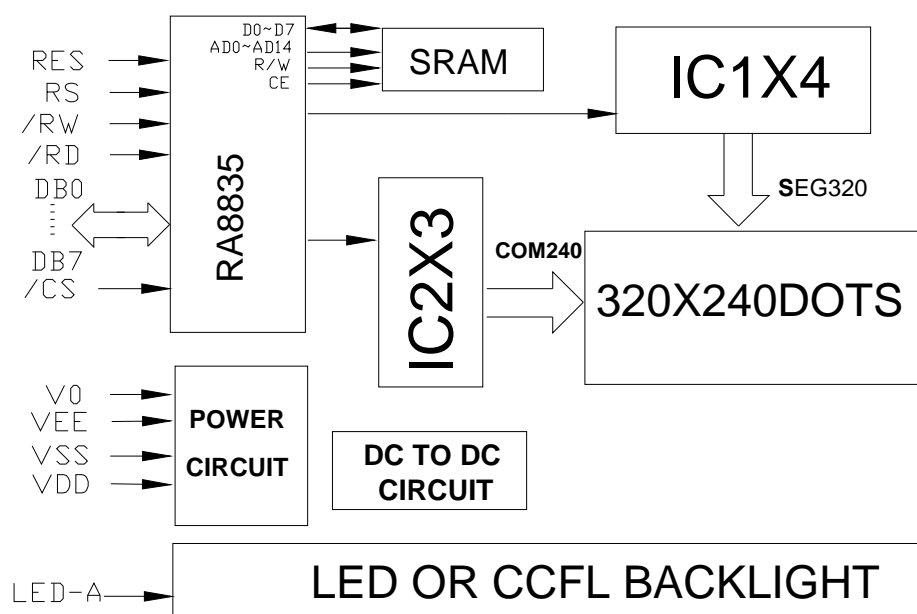 D0~D7
AD0~AD14
R/W
CE
SRAM
IC1X4
RES
RS
/RW
/RD
DB0
DB7
/CS
RA8835
IC2X3
SEG320
COM240
320X240DOTS
V0
VEE
VSS
VDD
POWER
CIRCUIT
DC TO DC
CIRCUIT
LED-A
LED OR CCFL BACKLIGHT